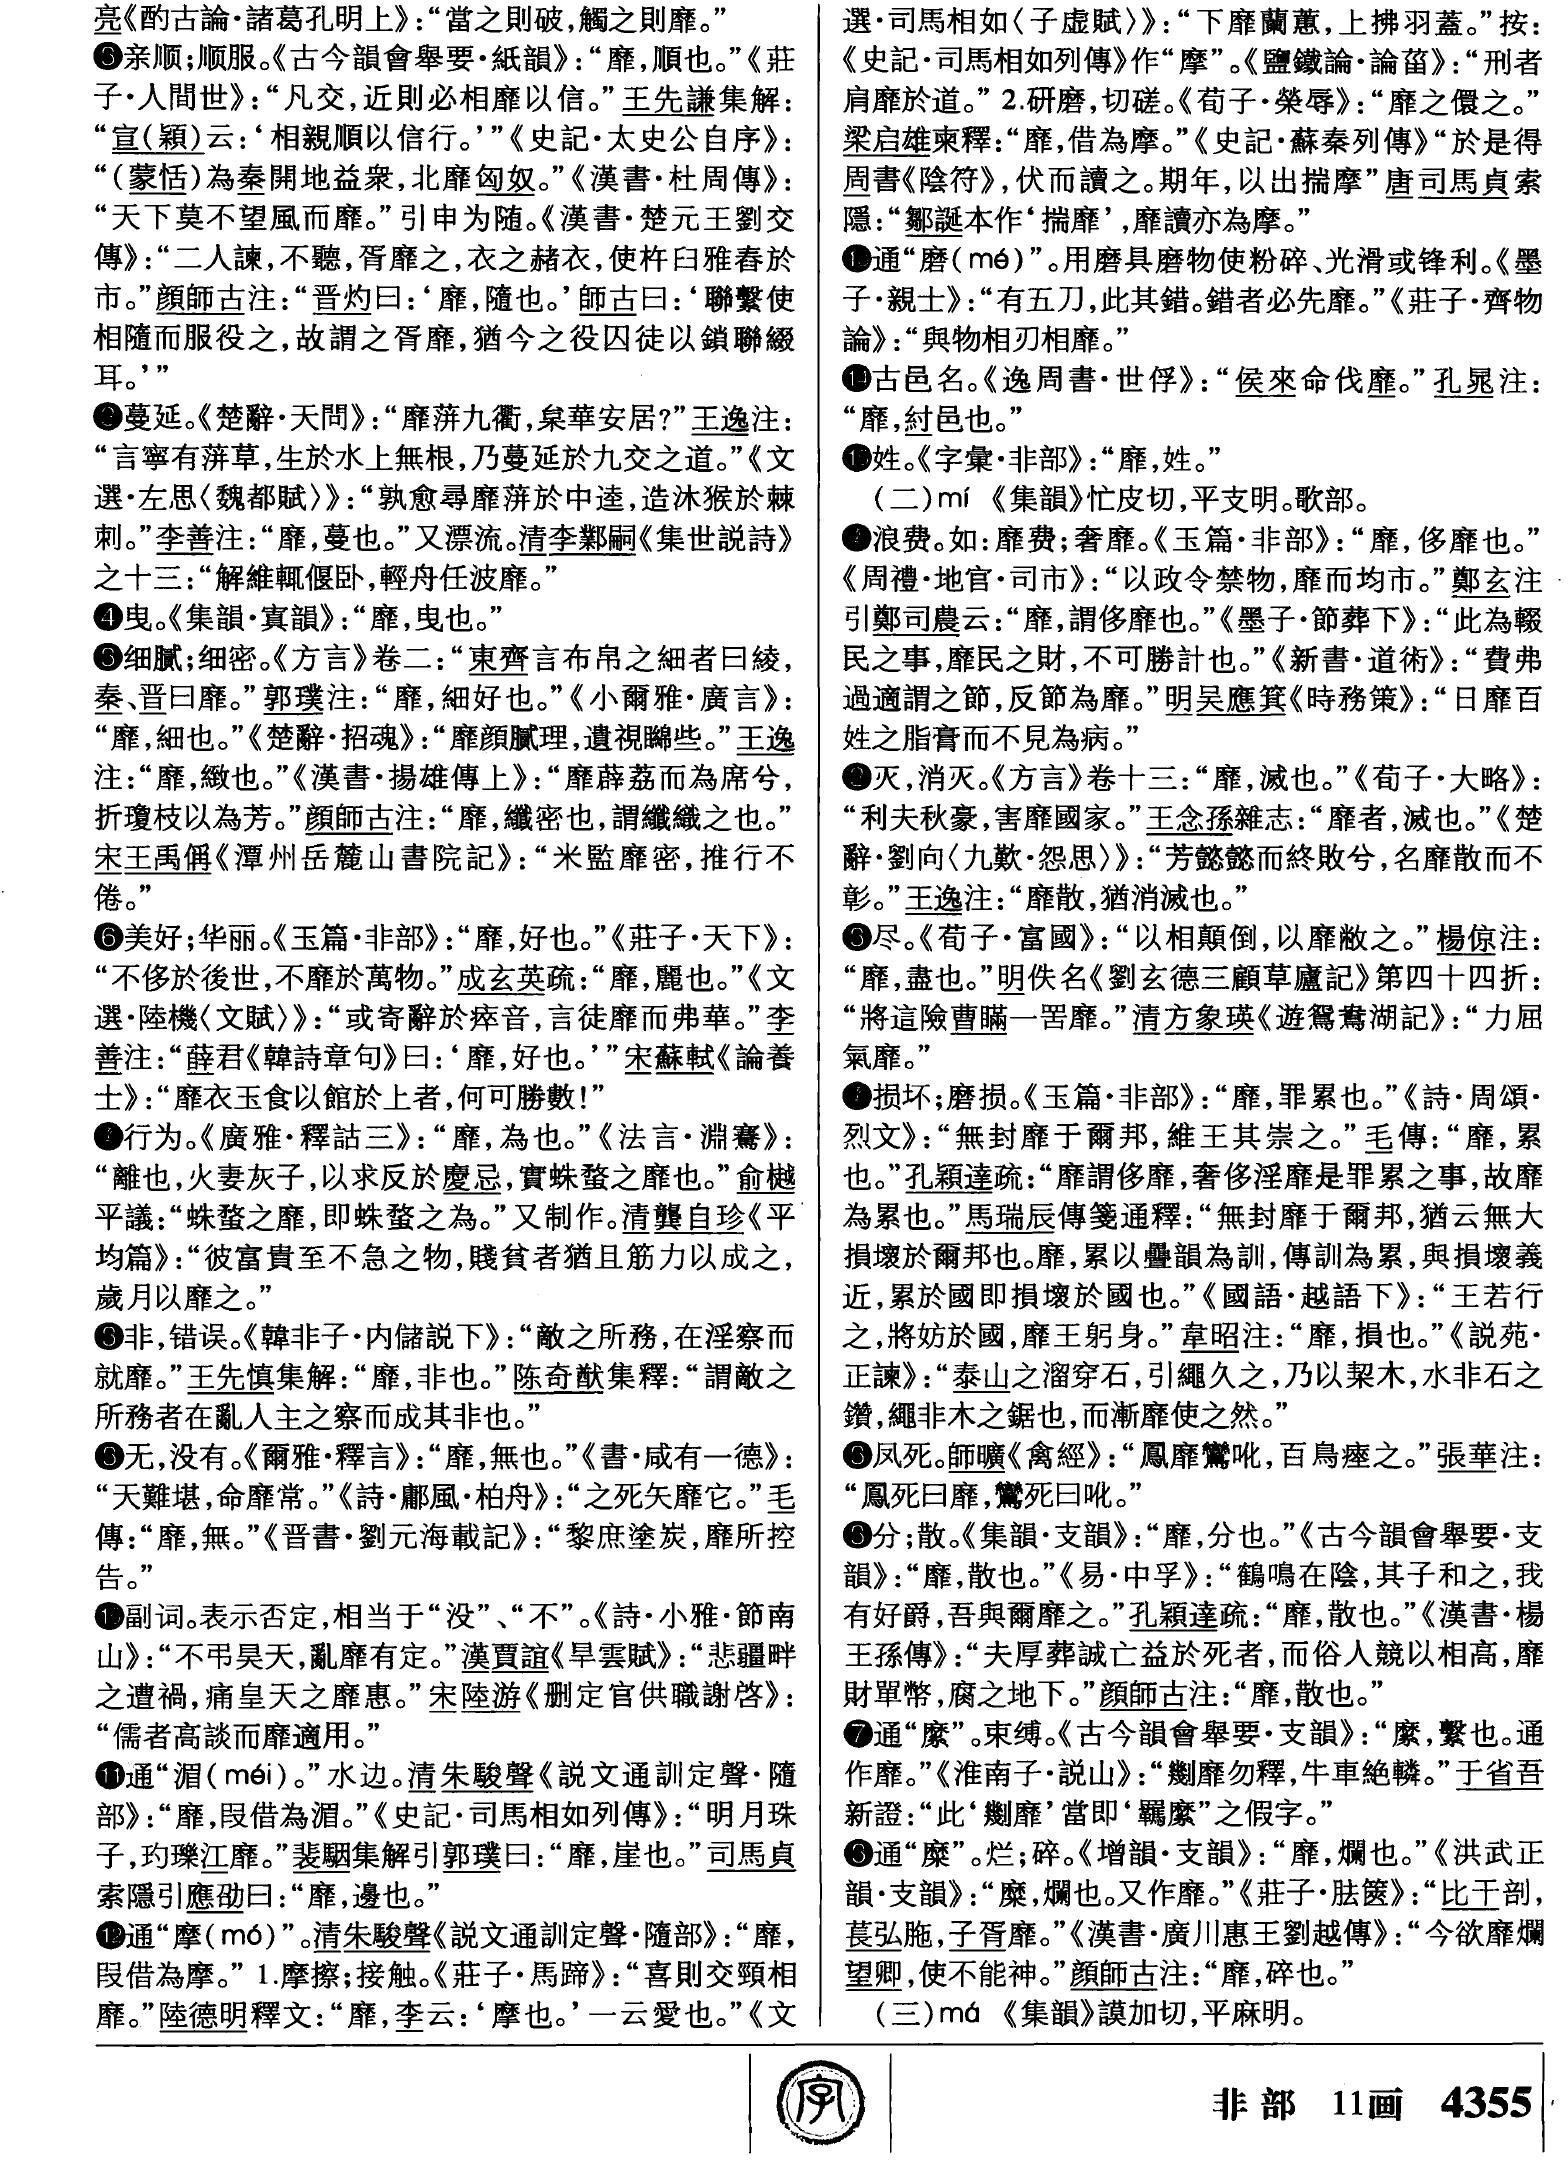 亮《酌古論·諸葛孔明上》：“當之則破，觸之則靡。”
❸亲顺；顺服。《古今韻會舉要·紙韻》：“靡，順也。”《莊
子·人間世》：“凡交，近則必相靡以信。”王先謙集解：
“宣(穎)云：‘相親順以信行。’”《史記·太史公自序》：
“(蒙恬)為秦開地益衆，北靡匈奴。”《漢書·杜周傳》：
“天下莫不望風而靡。”引申为随。《漢書·楚元王劉交
傳》：“二人諫，不聽，胥靡之，衣之赭衣，使杵臼雅舂於
市。”顔師古注：“晋灼曰：‘靡，隨也。’師古曰：‘聯繫使
相隨而服役之，故謂之胥靡，猶今之役囚徒以鎖聯綴
耳。’”
蔓延。《楚辭·天問》：“靡蓱九衢，枲華安居？”王逸注：
“言寧有蓱草，生於水上無根，乃蔓延於九交之道。”《文
選·左思〈魏都賦〉》：“孰愈尋靡蓱於中逵，造沐猴於棘
刺。”李善注：“靡，蔓也。”又漂流。清李鄴嗣《集世説詩》
之十三：“解維輒偃卧，輕舟任波靡。”
❹曳。《集韻·寘韻》：“靡，曳也。”
❺细腻；细密。《方言》卷二：“東齊言布帛之細者曰綾，
秦、晋曰靡。”郭璞注：“靡，細好也。”《小爾雅·廣言》：
“靡，細也。”《楚辭·招魂》：“靡顔膩理，遺視矊些。”王逸
注：“靡，緻也。”《漢書·揚雄傳上》：“靡薜荔而為席兮，
折瓊枝以為芳。”顔師古注：“靡，纖密也，謂纖織之也。”
宋王禹偁《潭州岳麓山書院記》：“米監靡密，推行不
倦。”
❻美好；华丽。《玉篇·非部》：“靡，好也。”《莊子·天下》：
“不侈於後世，不靡於萬物。”成玄英疏：“靡，麗也。”《文
選·陸機〈文賦〉》：“或寄辭於瘁音，言徒靡而弗華。”李
善注：“薛君《韓詩章句》曰：‘靡，好也。’”宋蘇軾《論養
士》：“靡衣玉食以館於上者，何可勝數！”
行为。《廣雅·釋詁三》：“靡，為也。”《法言·淵騫》：
“離也，火妻灰子，以求反於慶忌，實蛛蝥之靡也。”俞樾
平議：“蛛蝥之靡，即蛛蝥之為。”又制作。清龔自珍《平
均篇》：“彼富貴至不急之物，賤貧者猶且筋力以成之，
歲月以靡之。”
非，错误。《韓非子·内儲説下》：“敵之所務，在淫察而
就靡。”王先慎集解：“靡，非也。”陈奇猷集釋：“謂敵之
所務者在亂人主之察而成其非也。”
无，没有。《爾雅·釋言》：“靡，無也。”《書·咸有一德》：
“天難堪，命靡常。”《詩·鄘風·柏舟》：“之死矢靡它。”毛
傳：“靡，無。”《晋書·劉元海載記》：“黎庶塗炭，靡所控
告。”
副词。表示否定，相当于“没”、“不”。《詩·小雅·節南
山》：“不弔昊天，亂靡有定。”漢賈誼《旱雲賦》：“悲疆畔
之遭禍，痛皇天之靡惠。”宋陸游《删定官供職謝啓》：
“儒者高談而靡適用。”
⓫通“湄(méi)。”水边。清朱駿聲《説文通訓定聲·隨
部》：“靡，叚借為湄。”《史記·司馬相如列傳》：“明月珠
子，玓瓅江靡。”裴駰集解引郭璞曰：“靡，崖也。”司馬貞
索隱引應劭曰：“靡，邊也。”
⓬通“摩(mó)”。清朱駿聲《説文通訓定聲·隨部》：“靡，
叚借為摩。”1.摩擦；接触。《莊子·馬蹄》：“喜則交頸相
靡。”陸德明釋文：“靡，李云：‘摩也。’一云愛也。”《文
選·司馬相如〈子虛賦〉》：“下靡蘭蕙，上拂羽蓋。”按：
《史記·司馬相如列傳》作“摩”。《鹽鐵論·論菑》：“刑者
肩靡於道。”2.研磨，切磋。《荀子·榮辱》：“靡之儇之。”
梁启雄柬釋：“靡，借為摩。”《史記·蘇秦列傳》“於是得
周書《陰符》，伏而讀之。期年，以出揣摩”唐司馬貞索
隱：“鄒誕本作‘揣靡’，靡讀亦為摩。”
通“磨(mó)”。用磨具磨物使粉碎、光滑或锋利。《墨
子·親士》：“有五刀，此其錯。錯者必先靡。”《莊子·齊物
論》：“與物相刃相靡。”
⓮古邑名。《逸周書·世俘》：“侯來命伐靡。”孔晁注：
“靡，紂邑也。”
姓。《字彙·非部》：“靡，姓。”
(二)mí 《集韻》忙皮切，平支明。歌部。
浪费。如：靡费；奢靡。《玉篇·非部》：“靡，侈靡也。”
《周禮·地官·司市》：“以政令禁物，靡而均市。”鄭玄注
引鄭司農云：“靡，謂侈靡也。”《墨子·節葬下》：“此為輟
民之事，靡民之財，不可勝計也。”《新書·道術》：“費弗
過適謂之節，反節為靡。”明吴應箕《時務策》：“日靡百
姓之脂膏而不見為病。”
❷灭，消灭。《方言》卷十三：“靡，滅也。”《荀子·大略》：
“利夫秋豪，害靡國家。”王念孫雜志：“靡者，滅也。”《楚
辭·劉向〈九歎·怨思〉》：“芳懿懿而終敗兮，名靡散而不
彰。”王逸注：“靡散，猶消滅也。”
❸尽。《荀子·富國》：“以相顛倒，以靡敝之。”楊倞注：
“靡，盡也。”明佚名《劉玄德三顧草廬記》第四十四折：
“將這險曹瞞一罟靡。”清方象瑛《遊鴛鴦湖記》：“力屈
氣靡。”
损坏；磨损。《玉篇·非部》：“靡，罪累也。”《詩·周頌·
烈文》：“無封靡于爾邦，維王其崇之。”毛傳：“靡，累
也。”孔穎達疏：“靡謂侈靡，奢侈淫靡是罪累之事，故靡
為累也。”馬瑞辰傳箋通釋：“無封靡于爾邦，猶云無大
損壞於爾邦也。靡，累以疊韻為訓，傳訓為累，與損壞義
近，累於國即損壞於國也。”《國語·越語下》：“王若行
之，將妨於國，靡王躬身。”韋昭注：“靡，損也。”《説苑·
正諫》：“泰山之溜穿石，引繩久之，乃以栔木，水非石之
鑽，繩非木之鋸也，而漸靡使之然。”
凤死。師曠《禽經》：“鳳靡鸞吪，百鳥瘞之。”張華注：
“鳳死曰靡，鸞死曰吪。”
分；散。《集韻·支韻》：“靡，分也。”《古今韻會舉要·支
韻》：“靡，散也。”《易·中孚》：“鶴鳴在陰，其子和之，我
有好爵，吾與爾靡之。”孔穎達疏：“靡，散也。”《漢書·楊
王孫傳》：“夫厚葬誠亡益於死者，而俗人競以相高，靡
財單幣，腐之地下。”顔師古注：“靡，散也。”
❼通“縻”。束缚。《古今韻會舉要·支韻》：“縻，繫也。通
作靡。”《淮南子·説山》：“靡勿釋，牛車絶轔。”于省吾
新證：“此‘靡’當即‘羈縻”之假字。”
通“糜”。烂；碎。《增韻·支韻》：“靡，爛也。”《洪武正
韻·支韻》：“糜，爛也。又作靡。”《莊子·胠篋》：“比干剖，
萇弘胣，子胥靡。”《漢書·廣川惠王劉越傳》：“今欲靡爛
望卿，使不能神。”顔師古注：“靡，碎也。”
(三)má 《集韻》謨加切，平麻明。
字
非部 11画 4355